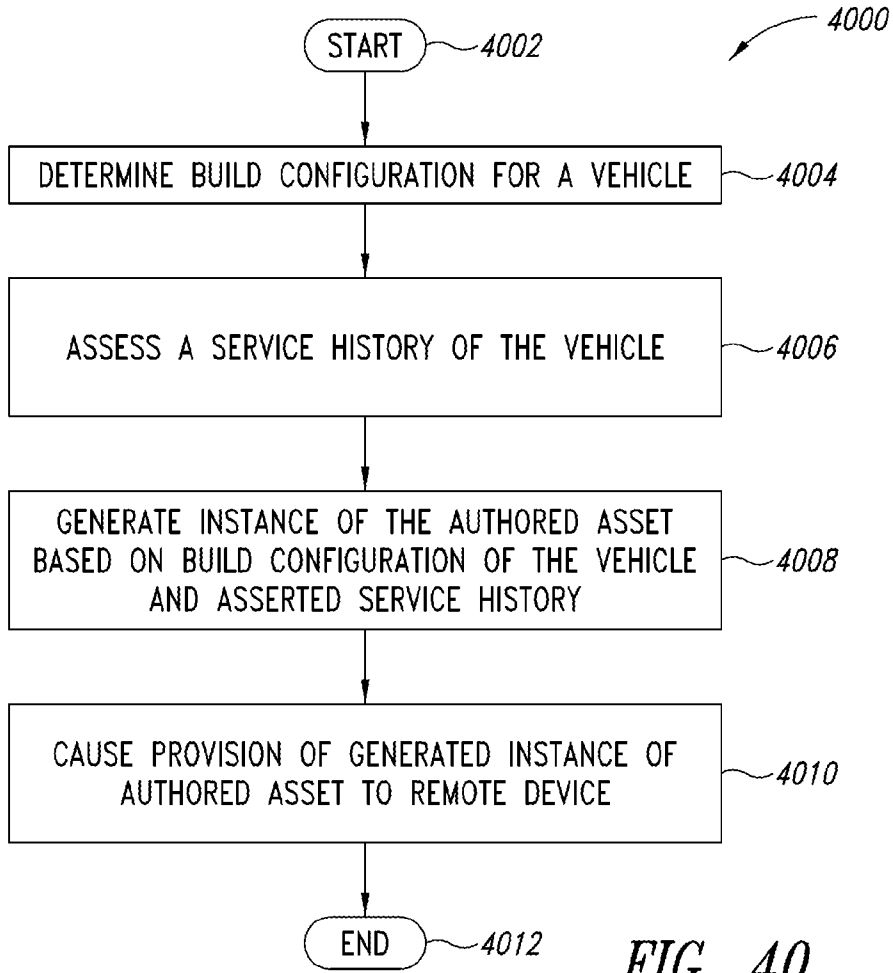 4000
START 4002
DETERMINE BUILD CONFIGURATION FOR A VEHICLE 4004
ASSESS A SERVICE HISTORY OF THE VEHICLE 4006
GENERATE INSTANCE OF THE AUTHORED ASSET
BASED ON BUILD CONFIGURATION OF THE VEHICLE 4008
AND ASSERTED SERVICE HISTORY
CAUSE PROVISION OF GENERATED INSTANCE OF
AUTHORED ASSET TO REMOTE DEVICE 4010
END 4012
FIG. 40